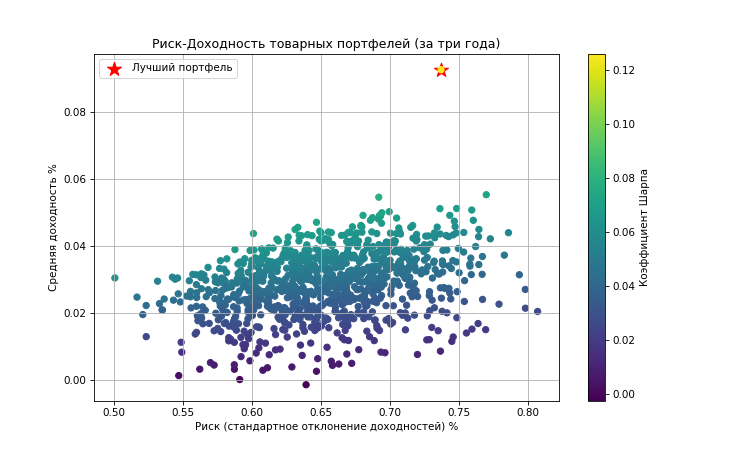 Риск-Доходность товарных портфелей (за три года)
Лучший портфель
0.08
0.06
0.04
0.02
0.00
Средняя доходность %
0.50 0.55 0.60 0.65 0.70 0.75 0.80
Риск (стандартное отклонение доходностей) %
0.12
0.10
0.08
0.06
0.04
0.02
0.00
Коэффициент Шарпа